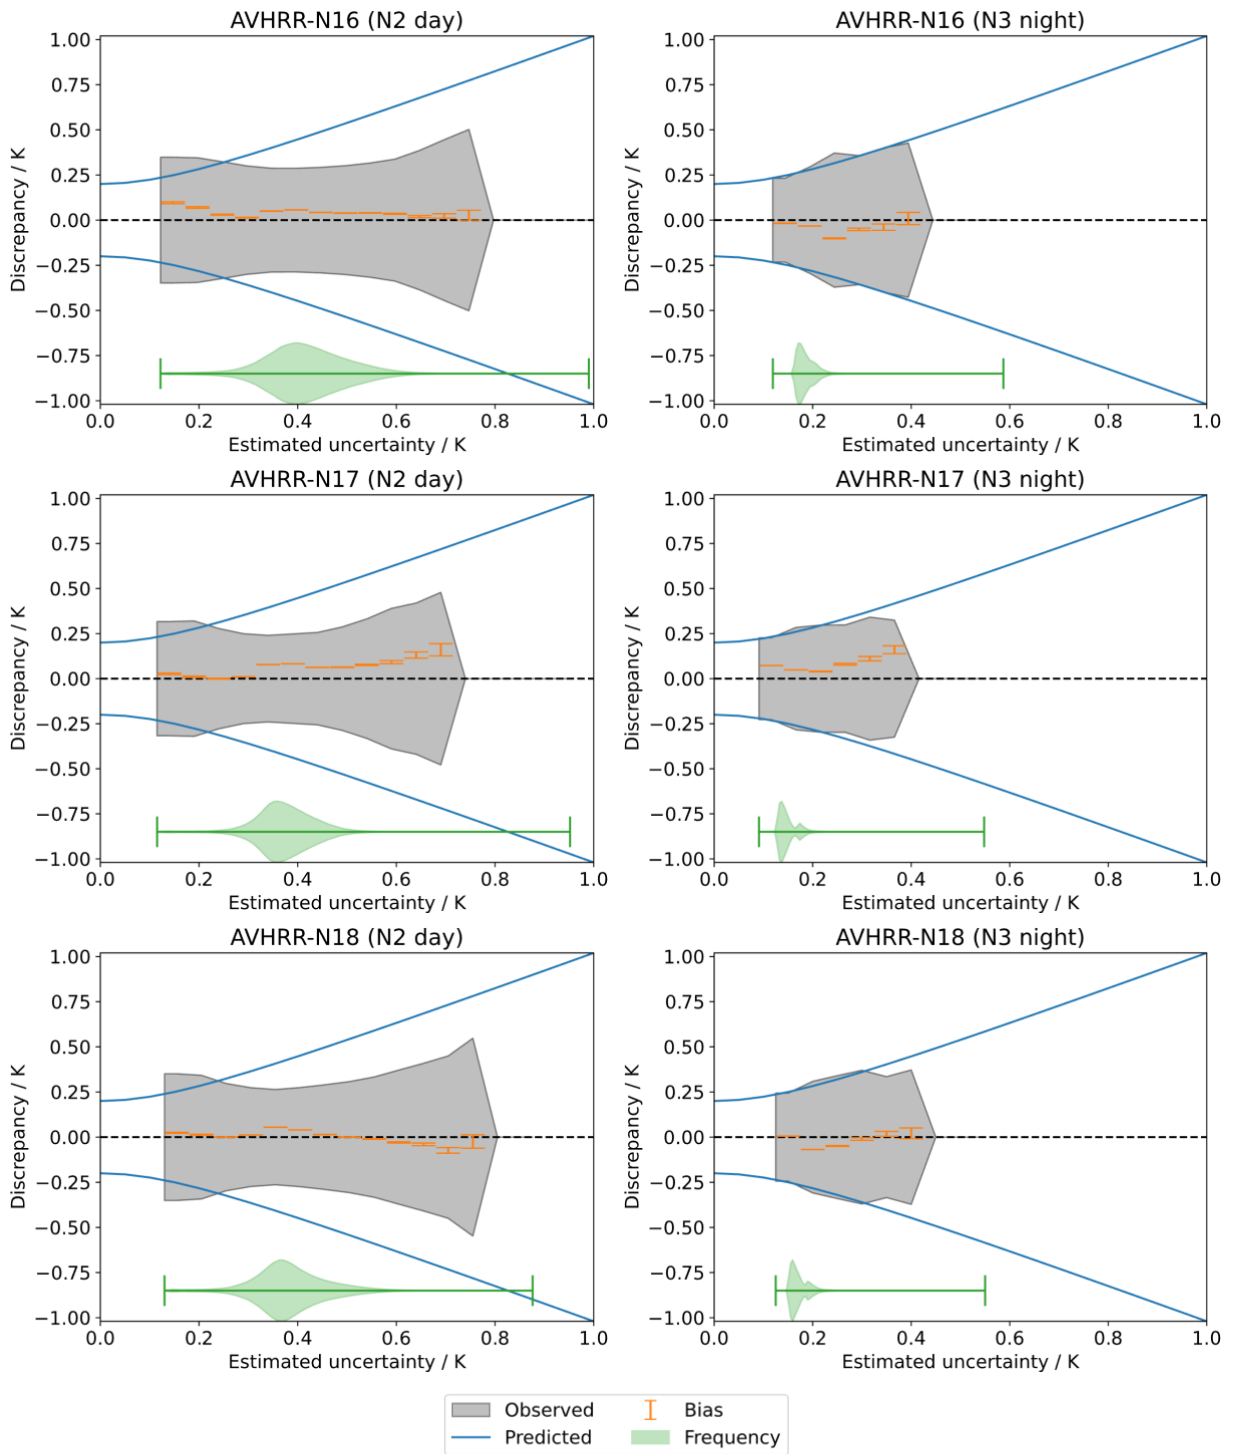 AVHRR-N16 (N2 day)
1.00
0.75
0.50
0.25
0.00
−0.25
−0.50
−0.75
−1.00
Discrepancy / K
0.0 0.2 0.4 0.6 0.8 1.0
Estimated uncertainty / K
AVHRR-N16 (N3 night)
1.00
0.75
0.50
0.25
0.00
−0.25
−0.50
−0.75
−1.00
Discrepancy / K
0.0 0.2 0.4 0.6 0.8 1.0
Estimated uncertainty / K
AVHRR-N17 (N2 day)
1.00
0.75
0.50
0.25
0.00
−0.25
−0.50
−0.75
−1.00
Discrepancy / K
0.0 0.2 0.4 0.6 0.8 1.0
Estimated uncertainty / K
AVHRR-N17 (N3 night)
1.00
0.75
0.50
0.25
0.00
−0.25
−0.50
−0.75
−1.00
Discrepancy / K
0.0 0.2 0.4 0.6 0.8 1.0
Estimated uncertainty / K
AVHRR-N18 (N2 day)
1.00
0.75
0.50
0.25
0.00
−0.25
−0.50
−0.75
−1.00
Discrepancy / K
0.0 0.2 0.4 0.6 0.8 1.0
Estimated uncertainty / K
AVHRR-N18 (N3 night)
1.00
0.75
0.50
0.25
0.00
−0.25
−0.50
−0.75
−1.00
Discrepancy / K
0.0 0.2 0.4 0.6 0.8 1.0
Estimated uncertainty / K
Observed
Predicted
Bias
Frequency